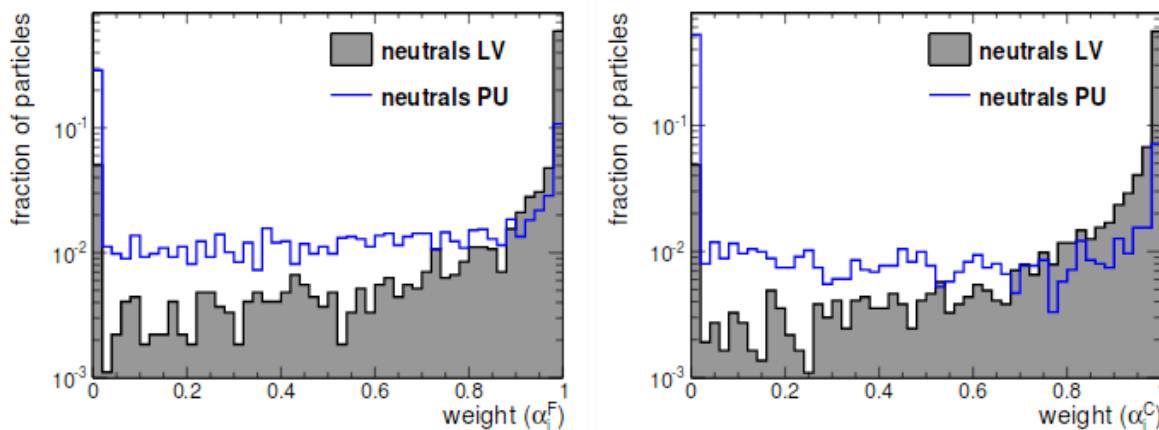 fraction of particles
10⁻¹
10⁻²
10⁻³
neutrals LV
neutrals PU
0 0.2 0.4 0.6 0.8 1
weight (αᵢF)
fraction of particles
10⁻¹
10⁻²
10⁻³
neutrals LV
neutrals PU
0 0.2 0.4 0.6 0.8
weight (αᵢC)